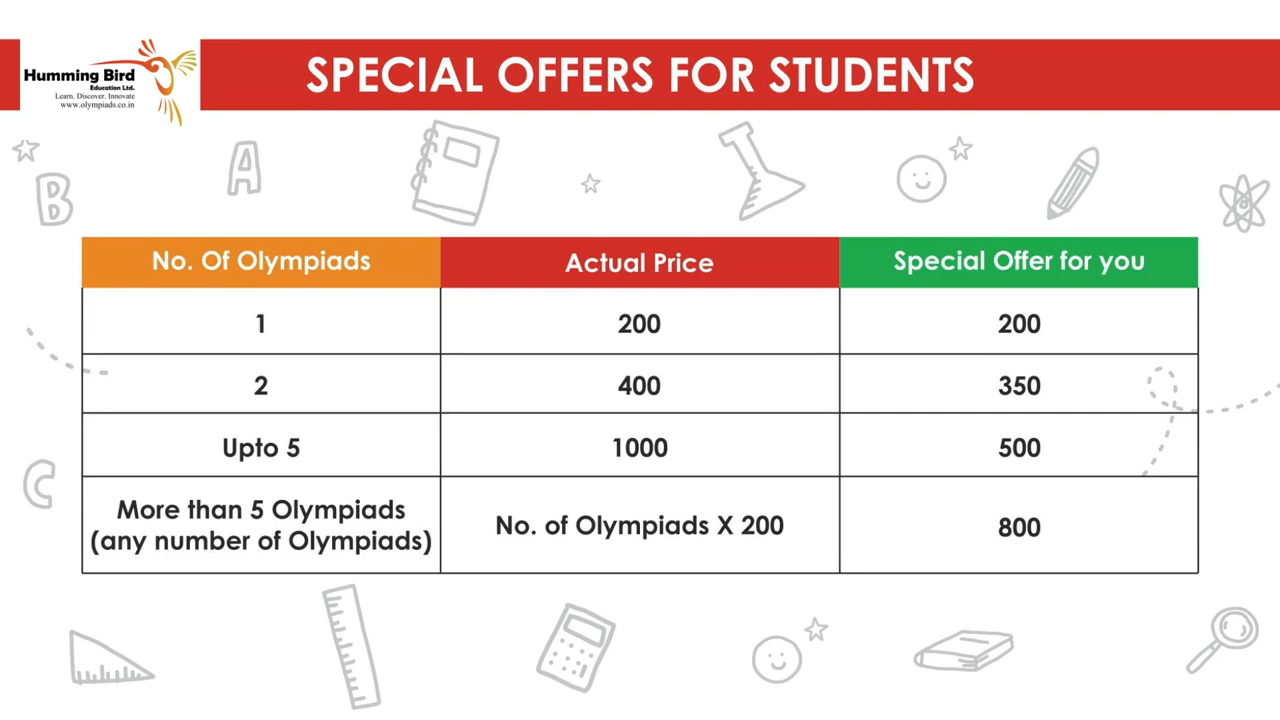 Humming Bird
Education Ltd.
Learn. Discover. Innovate
www.olympiads.co.in
SPECIAL OFFERS FOR STUDENTS
B
A
C
No. Of Olympiads Actual Price Special Offer for you
1 200 200
2 400 350
Upto 5 1000 500
More than 5 Olympiads
(any number of Olympiads) No. of Olympiads X 200 800